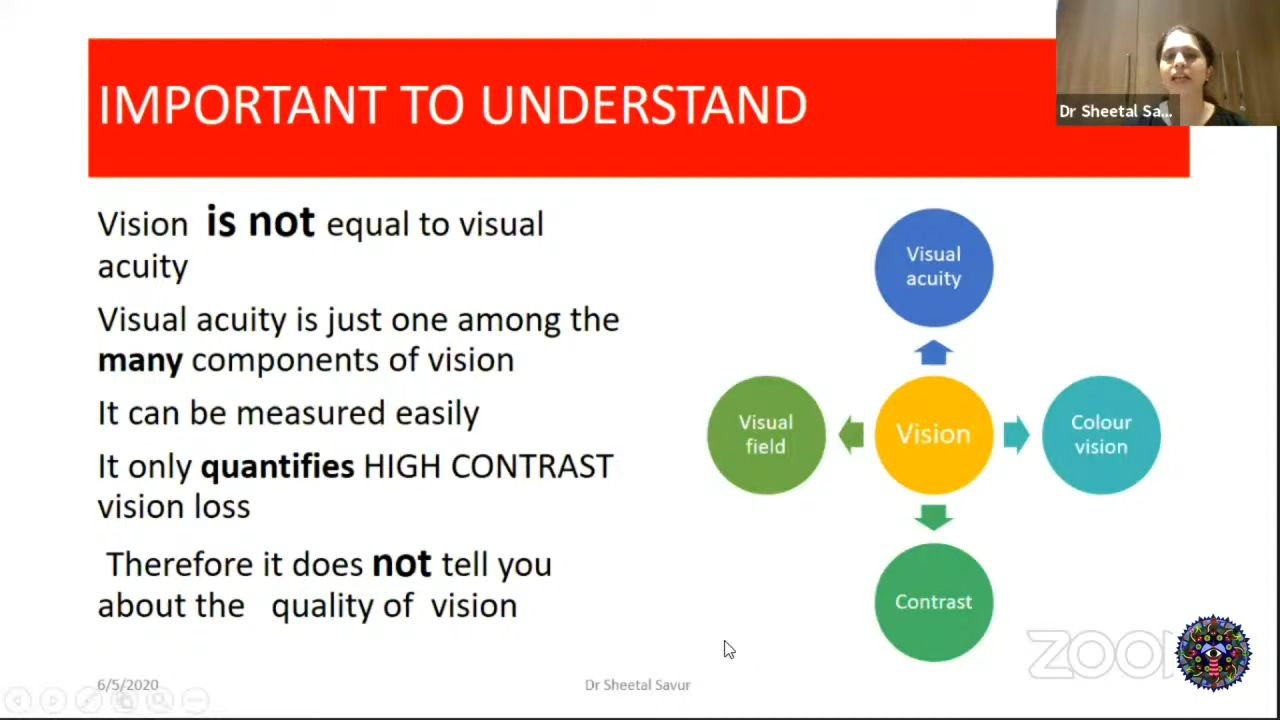 IMPORTANT TO UNDERSTAND
Dr Sheetal Sa...
Vision is not equal to visual
acuity
Visual acuity is just one among the
many components of vision
It can be measured easily
It only quantifies HIGH CONTRAST
vision loss
Therefore it does not tell you
about the quality of vision
Visual
acuity
Visual
field
Vision
Colour
vision
Contrast
6/5/2020
Dr Sheetal Savur
ZOOM